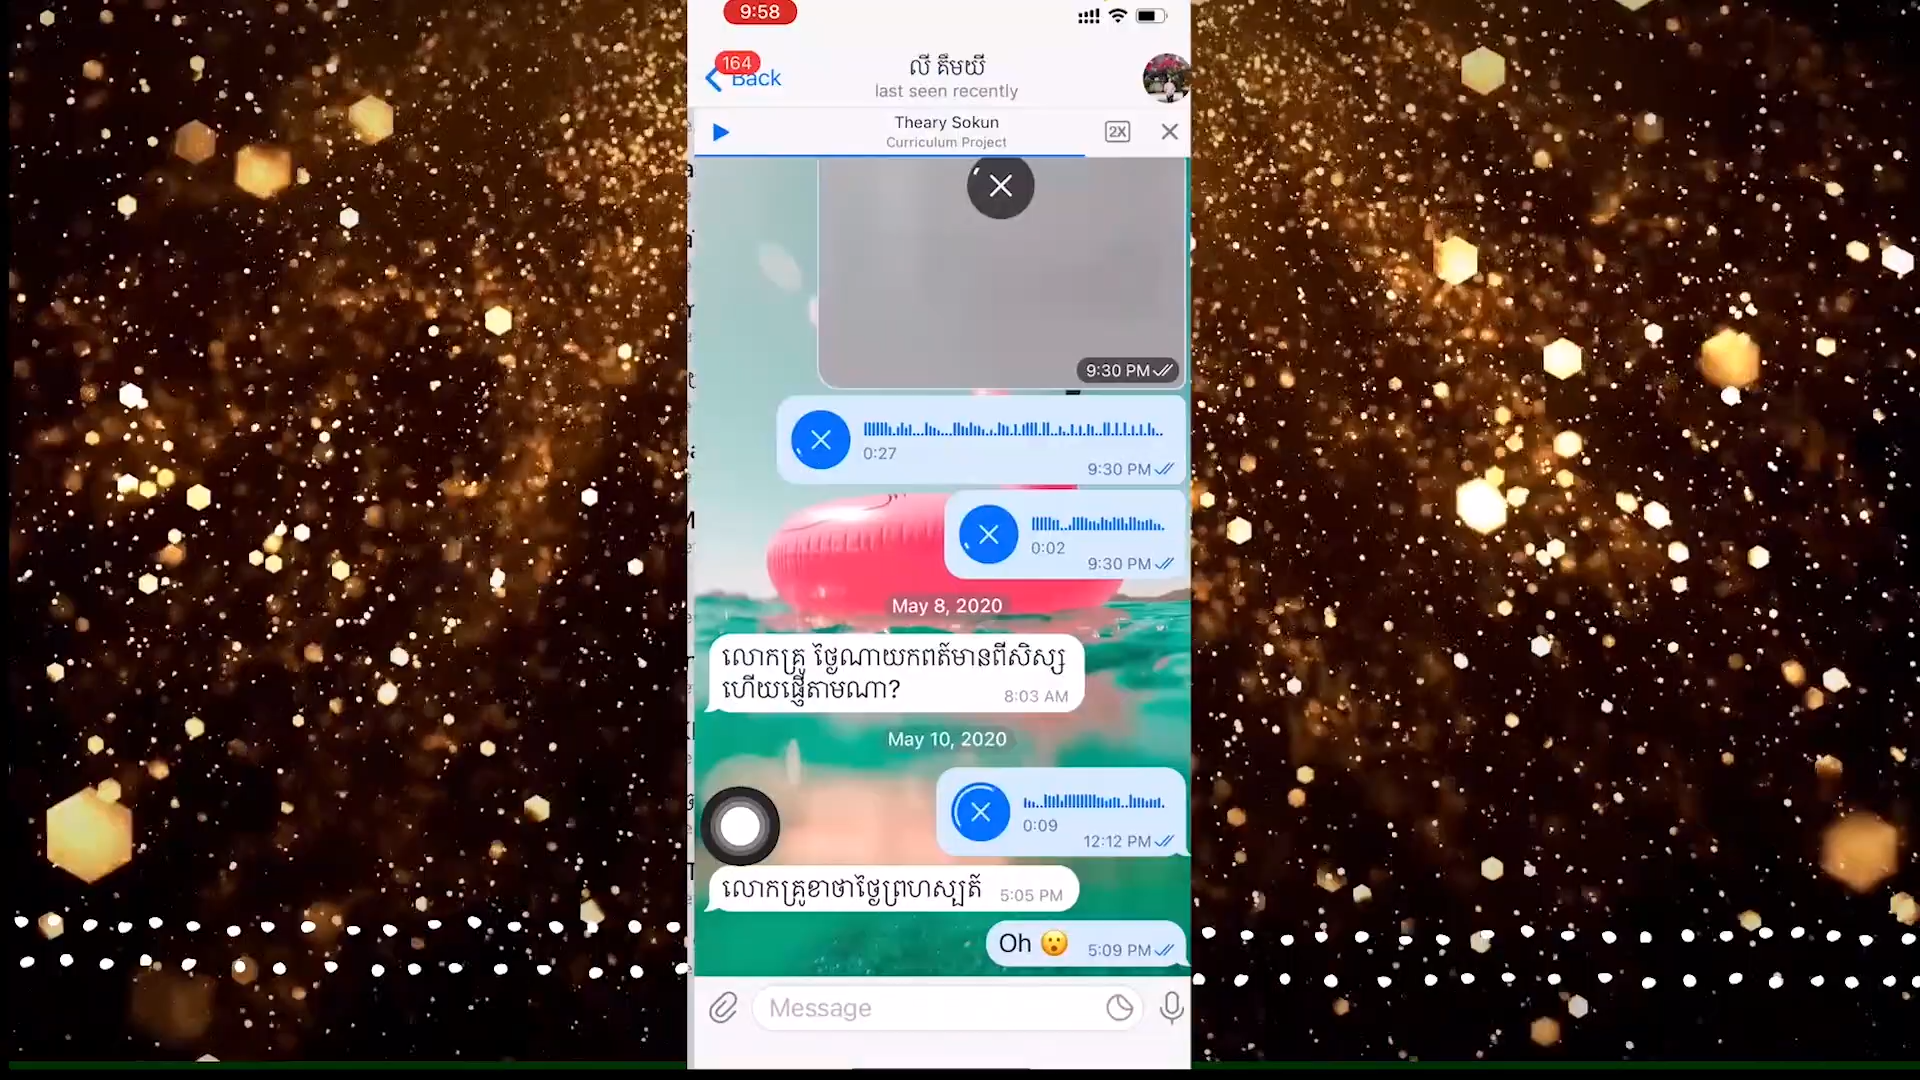 9:58
164
Back
លី គឹមយី
last seen recently
Theary Sokun
Curriculum Project
2X
9:30 PM
0:27
9:30 PM
0:02
9:30 PM
May 8, 2020
លោកគ្រូ ថ្ងៃណាយកពត៍មានពីសិស្ស
ហើយផ្ញើតាមណា?
8:03 AM
May 10, 2020
0:09
12:12 PM
លោកគ្រូខាថាថ្ងៃព្រហស្បត៍
5:05 PM
Oh 😮
5:09 PM
Message